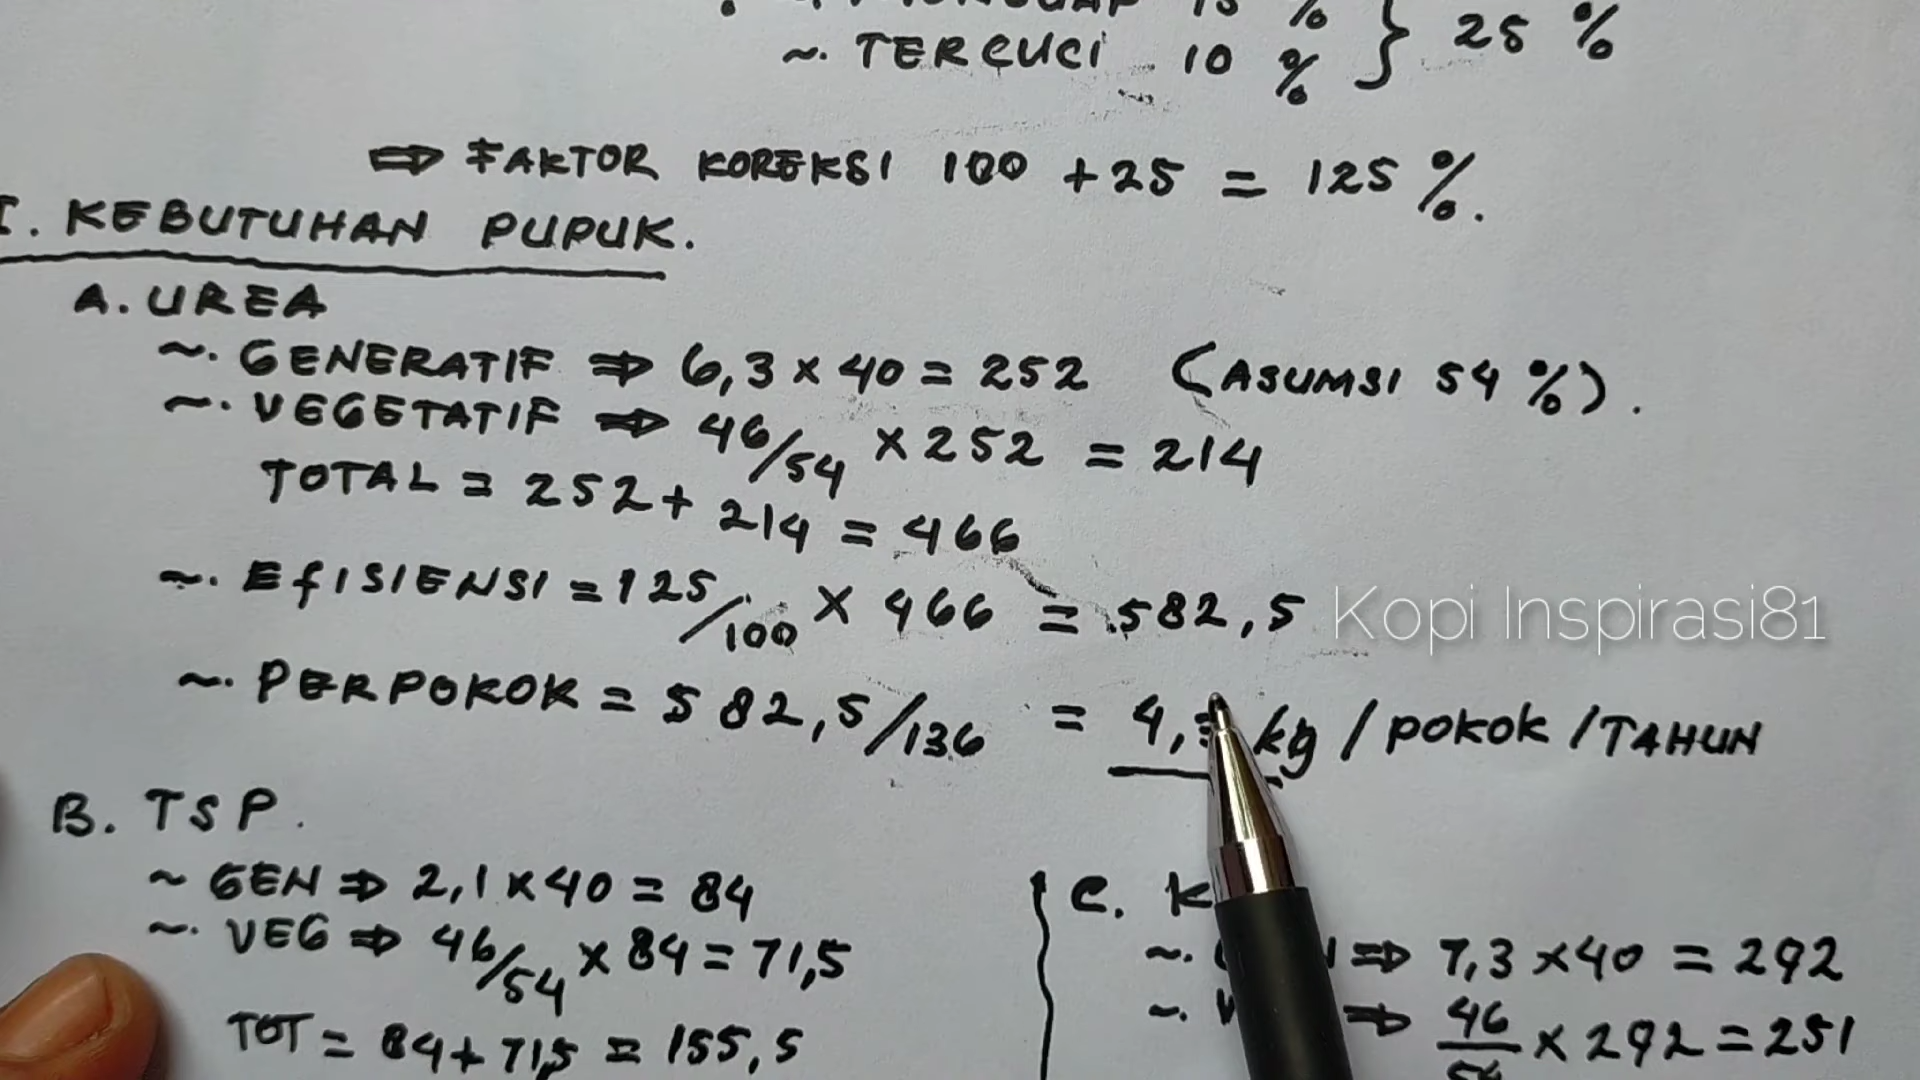 ~. TERCUCI 10 % } 25 %
⇒ FAKTOR KOREKSI 100 + 25 = 125 %.
I. KEBUTUHAN PUPUK.
A. UREA
~. GENERATIF ⇒ 6,3 x 40 = 252 (ASUMSI 54 %).
~. VEGETATIF ⇒ 46/54 x 252 = 214
TOTAL = 252 + 214 = 466
~. EfISIENSI = 125/100 x 466 = 582,5
Kopi Inspirasi81
~. PERPOKOK = 582,5/136 = 4, kg / POKOK / TAHUN
B. TSP.
~ GEN ⇒ 2,1 x 40 = 84
~. VEG ⇒ 46/54 x 84 = 71,5
TOT = 84 + 71,5 = 155,5
C. K
~. ⇒ 7,3 x 40 = 292
~. V ⇒ 46/54 x 292 = 251